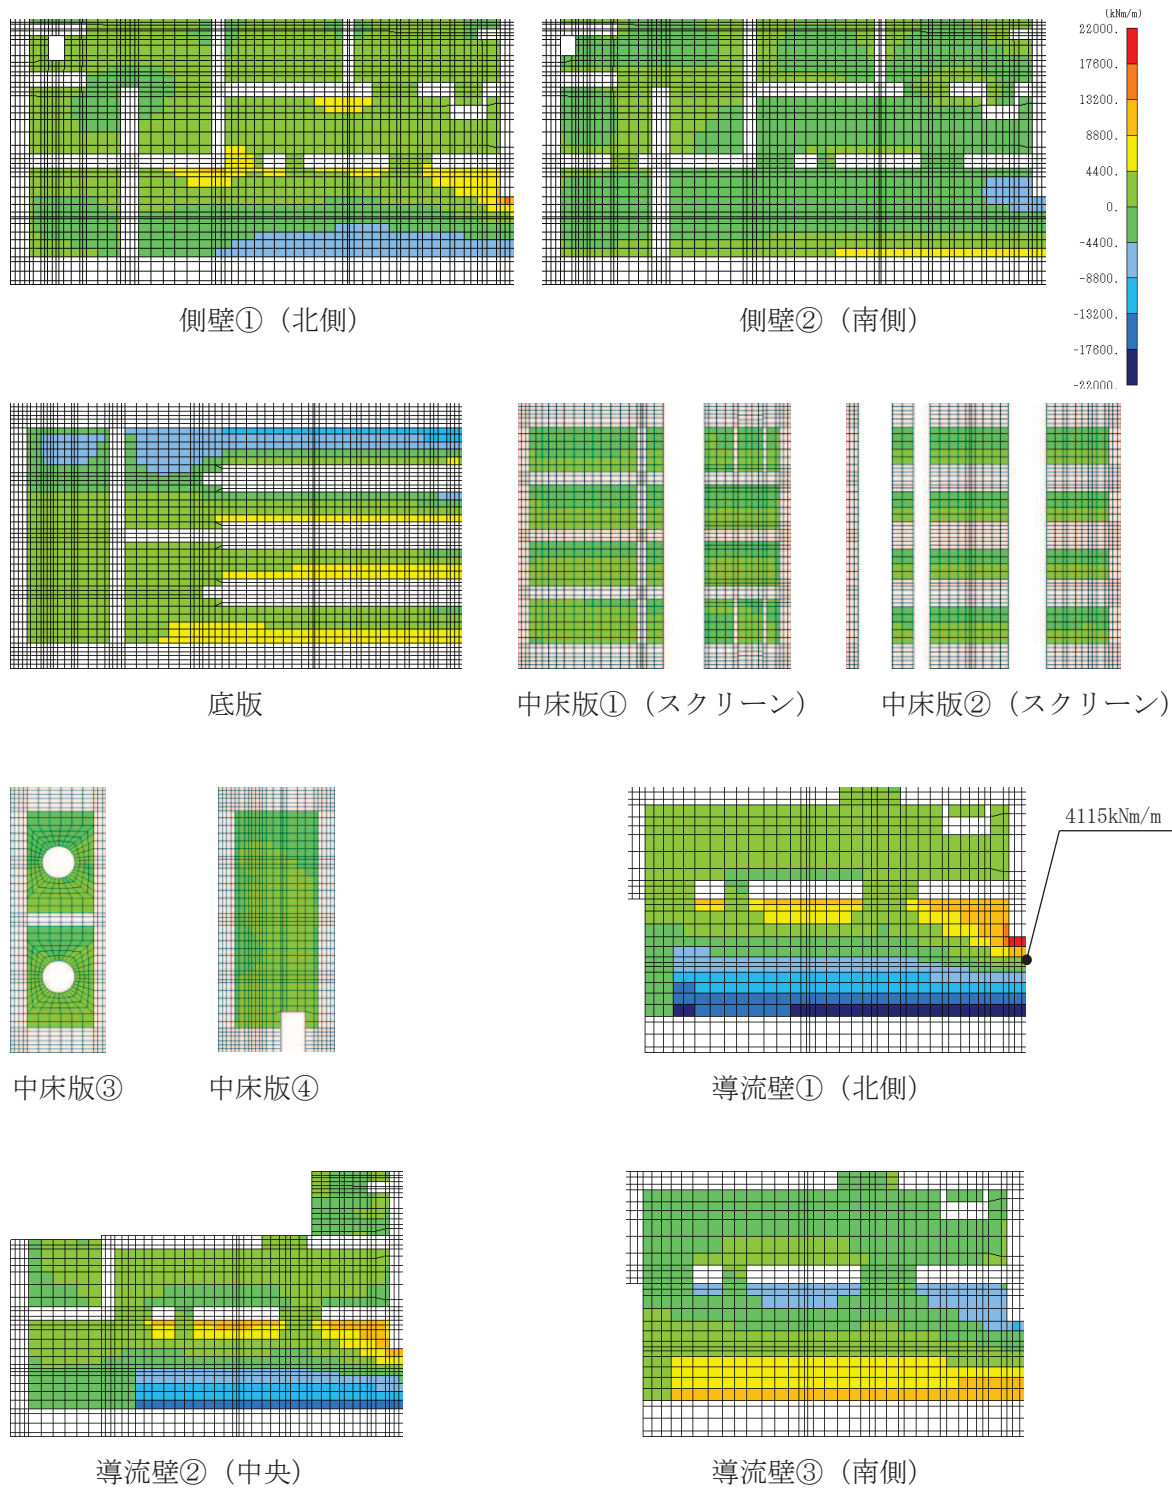 (kNm/m)
22000.
17600.
13200.
8800.
4400.
0.
-4400.
-8800.
-13200.
-17600.
-22000.
側壁①（北側）
側壁②（南側）
底版
中床版①（スクリーン）
中床版②（スクリーン）
4115kNm/m
中床版③
中床版④
導流壁①（北側）
導流壁②（中央）
導流壁③（南側）